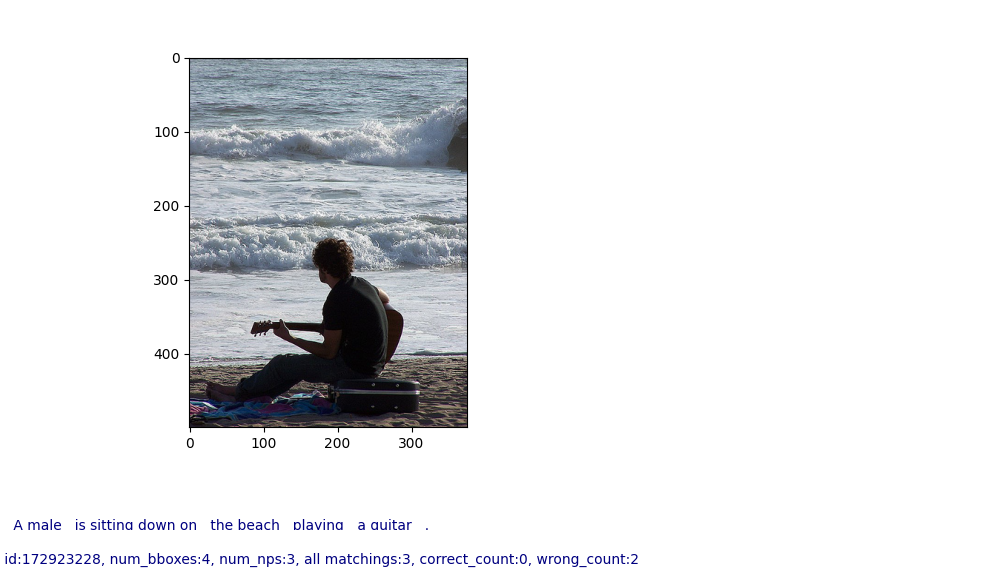 0
100
200
300
400
0 100 200 300
A male is sitting down on the beach playing a guitar .
id:172923228, num_bboxes:4, num_nps:3, all matchings:3, correct_count:0, wrong_count:2